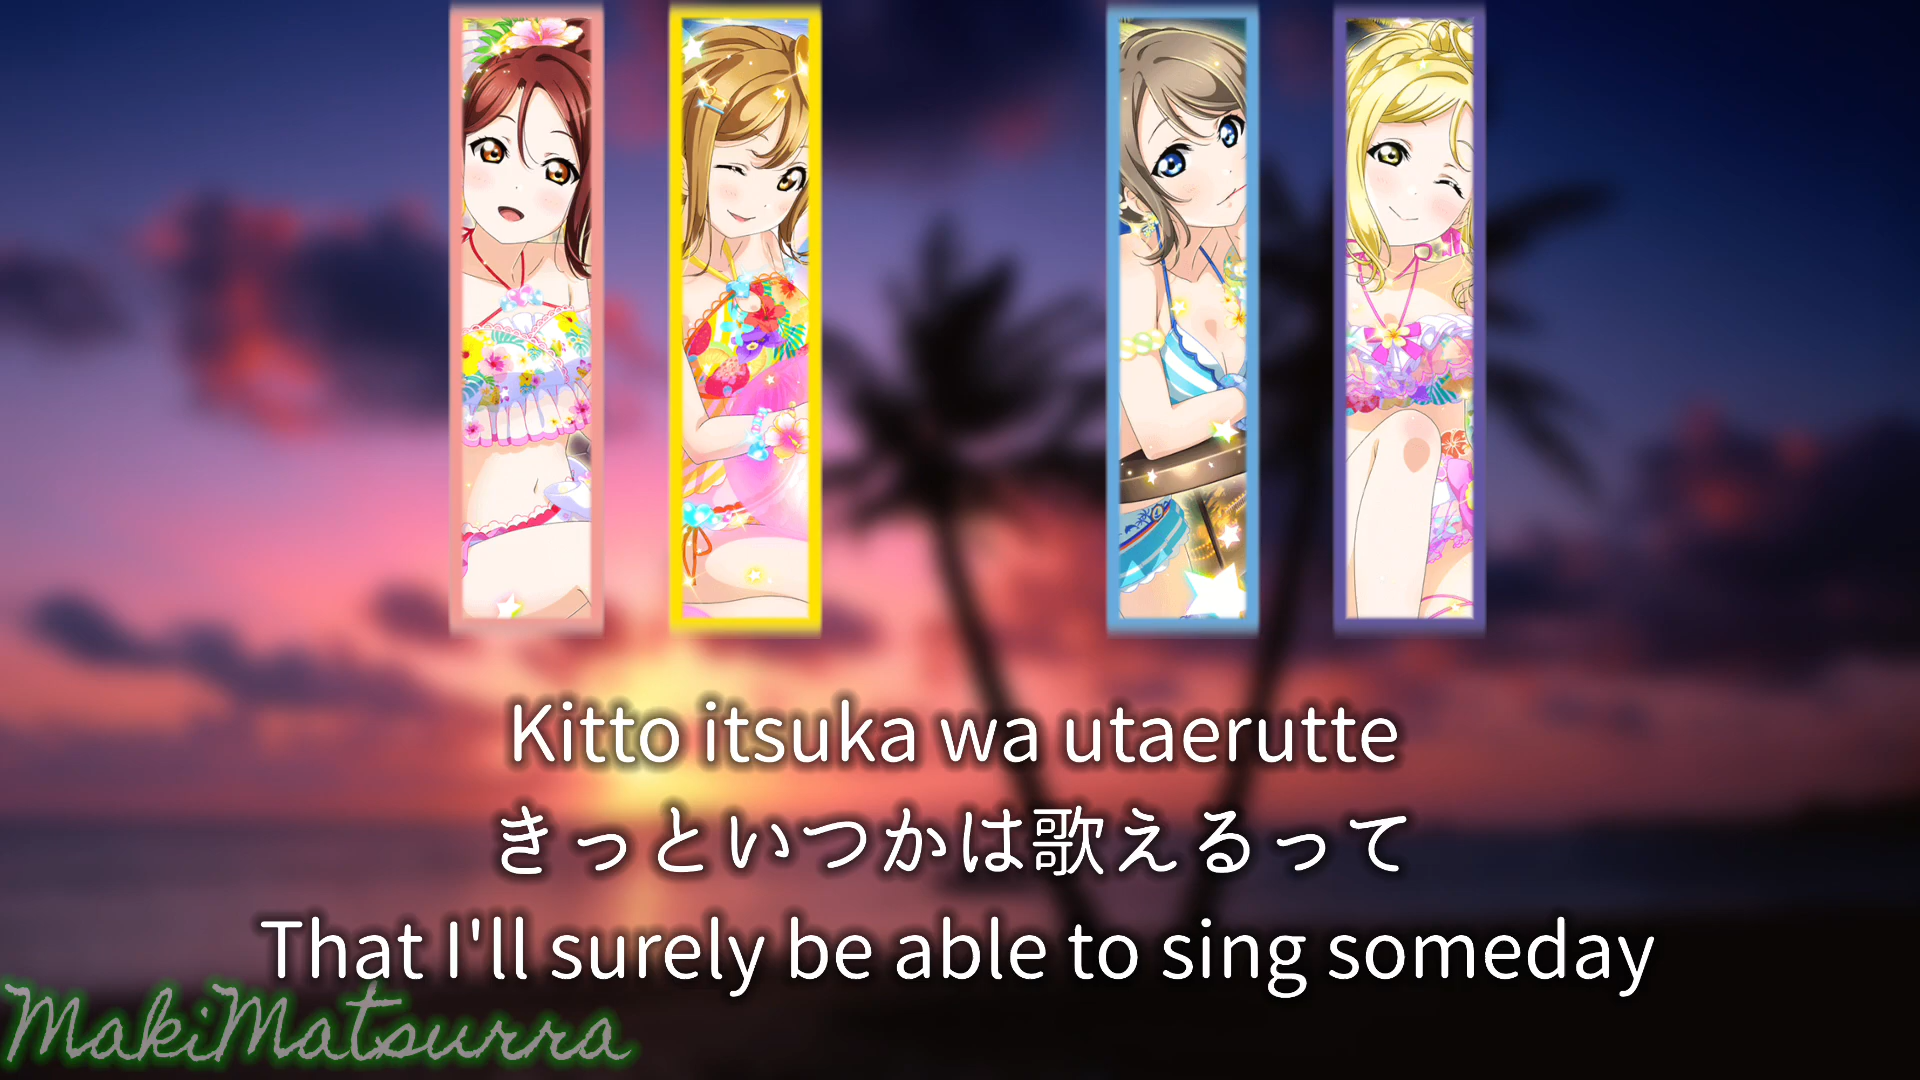 Kitto itsuka wa utaerutte
きっといつかは歌えるって
That I'll surely be able to sing someday
MakiMatsurra